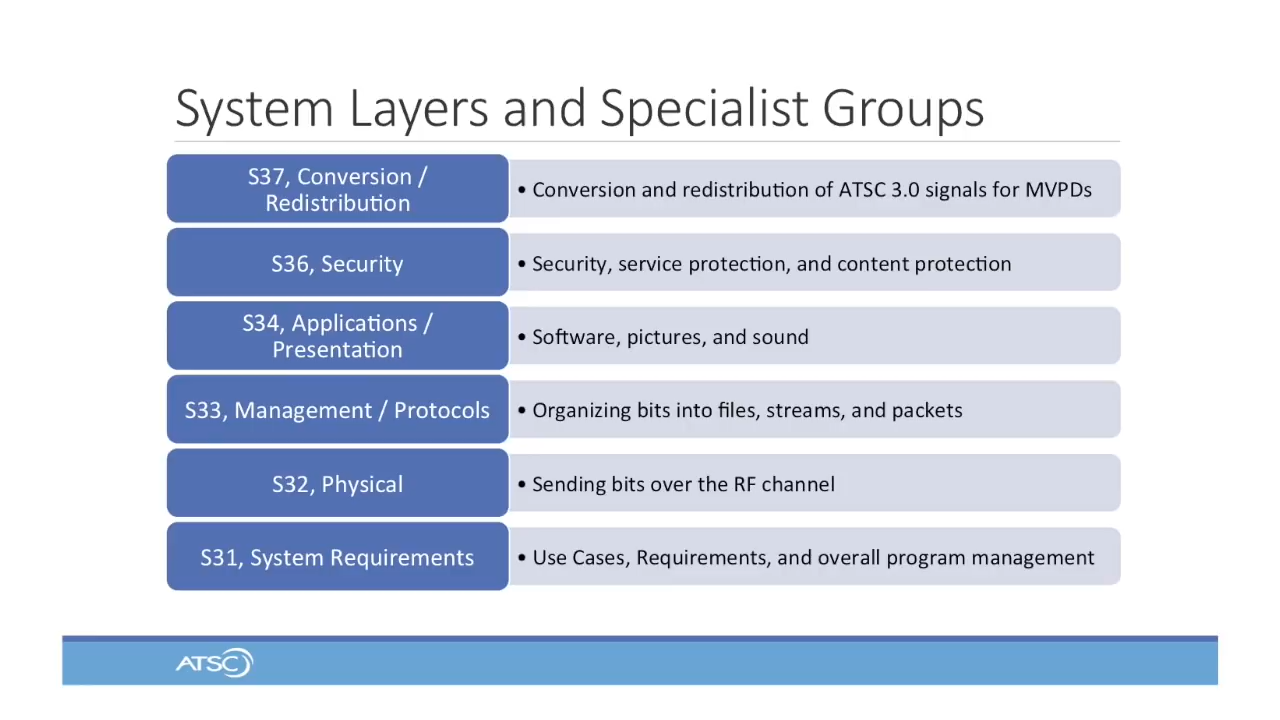 System Layers and Specialist Groups
S37, Conversion /
Redistribution
• Conversion and redistribution of ATSC 3.0 signals for MVPDs
S36, Security
• Security, service protection, and content protection
S34, Applications /
Presentation
• Software, pictures, and sound
S33, Management / Protocols
• Organizing bits into files, streams, and packets
S32, Physical
• Sending bits over the RF channel
S31, System Requirements
• Use Cases, Requirements, and overall program management
ATSC